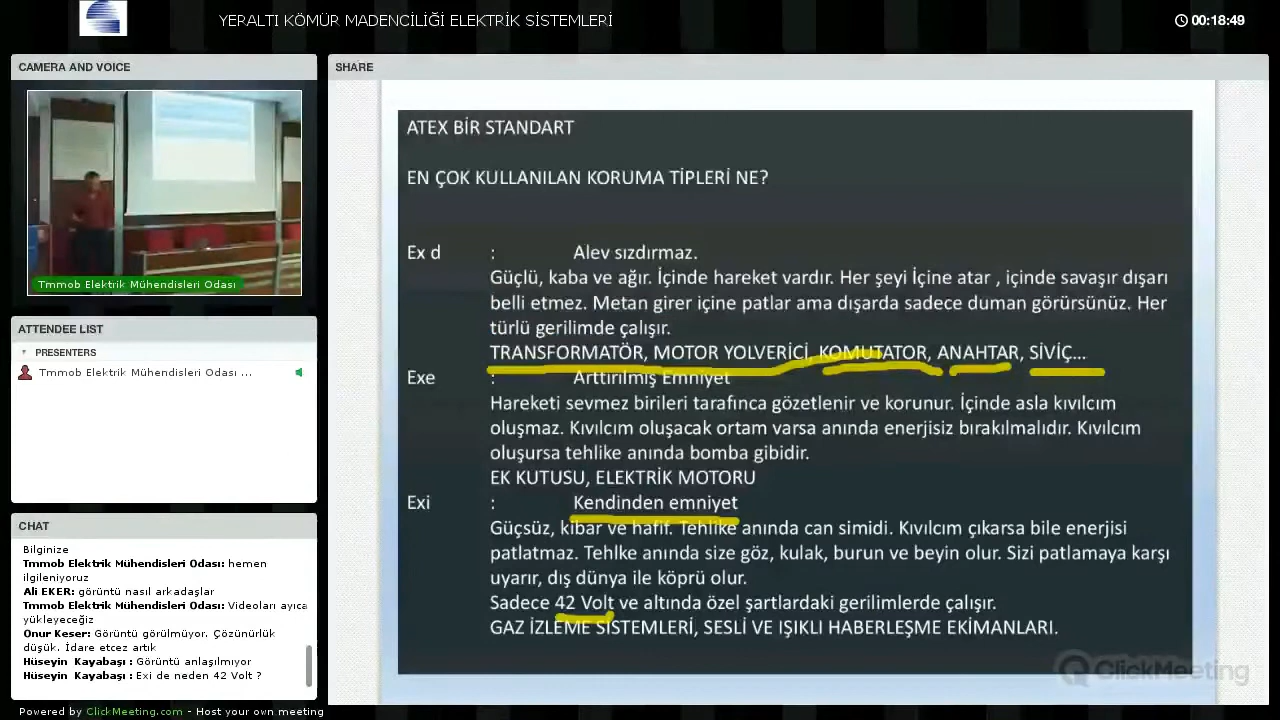 YERALTI KÖMÜR MADENCİLİĞİ ELEKTRİK SİSTEMLERİ
00:18:49
CAMERA AND VOICE
Tmmob Elektrik Mühendisleri Odası
ATTENDEE LIST
PRESENTERS
Tmmob Elektrik Mühendisleri Odası ...
CHAT
Bilginize
Tmmob Elektrik Mühendisleri Odası: hemen
ilgileniyoruz
Ali EKER: görüntü nasıl arkadaşlar
Tmmob Elektrik Mühendisleri Odası: Videoları ayıca
yükleyeceğiz
Onur Keser: Görüntü görülmüyor. Çözünülük
düşük. İdare etcez artık
Hüseyin Kayabaşı : Görüntü anlışılmıyor
Hüseyin Kayabaşı : Exi de neden 42 Volt ?
SHARE
ATEX BİR STANDART
EN ÇOK KULLANILAN KORUMA TİPLERİ NE?
Ex d : Alev sızdırmaz.
Güçlü, kaba ve ağır. İçinde hareket vardır. Her şeyi İçine atar , içinde savaşır dışarı
belli etmez. Metan girer içine patlar ama dışarda sadece duman görürsünüz. Her
türlü gerilimde çalışır.
TRANSFORMATÖR, MOTOR YOLVERİCİ, KOMUTATOR, ANAHTAR, SİVİÇ...
Exe : Arttırılmış Emniyet
Hareketi sevmez birileri tarafınca gözetlenir ve korunur. İçinde asla kıvılcım
oluşmaz. Kıvılcım oluşacak ortam varsa anında enerjisiz bırakılmalıdır. Kıvılcım
oluşursa tehlike anında bomba gibidir.
EK KUTUSU, ELEKTRİK MOTORU
Exi : Kendinden emniyet
Güçsüz, kibar ve hafif. Tehlike anında can simidi. Kıvılcım çıkarsa bile enerjisi
patlatmaz. Tehlke anında size göz, kulak, burun ve beyin olur. Sizi patlamaya karşı
uyarır, dış dünya ile köprü olur.
Sadece 42 Volt ve altında özel şartlardaki gerilimlerde çalışır.
GAZ İZLEME SİSTEMLERİ, SESLİ VE IŞIKLI HABERLEŞME EKİMANLARI.
ClickMeeting
Powered by ClickMeeting.com - Host your own meeting